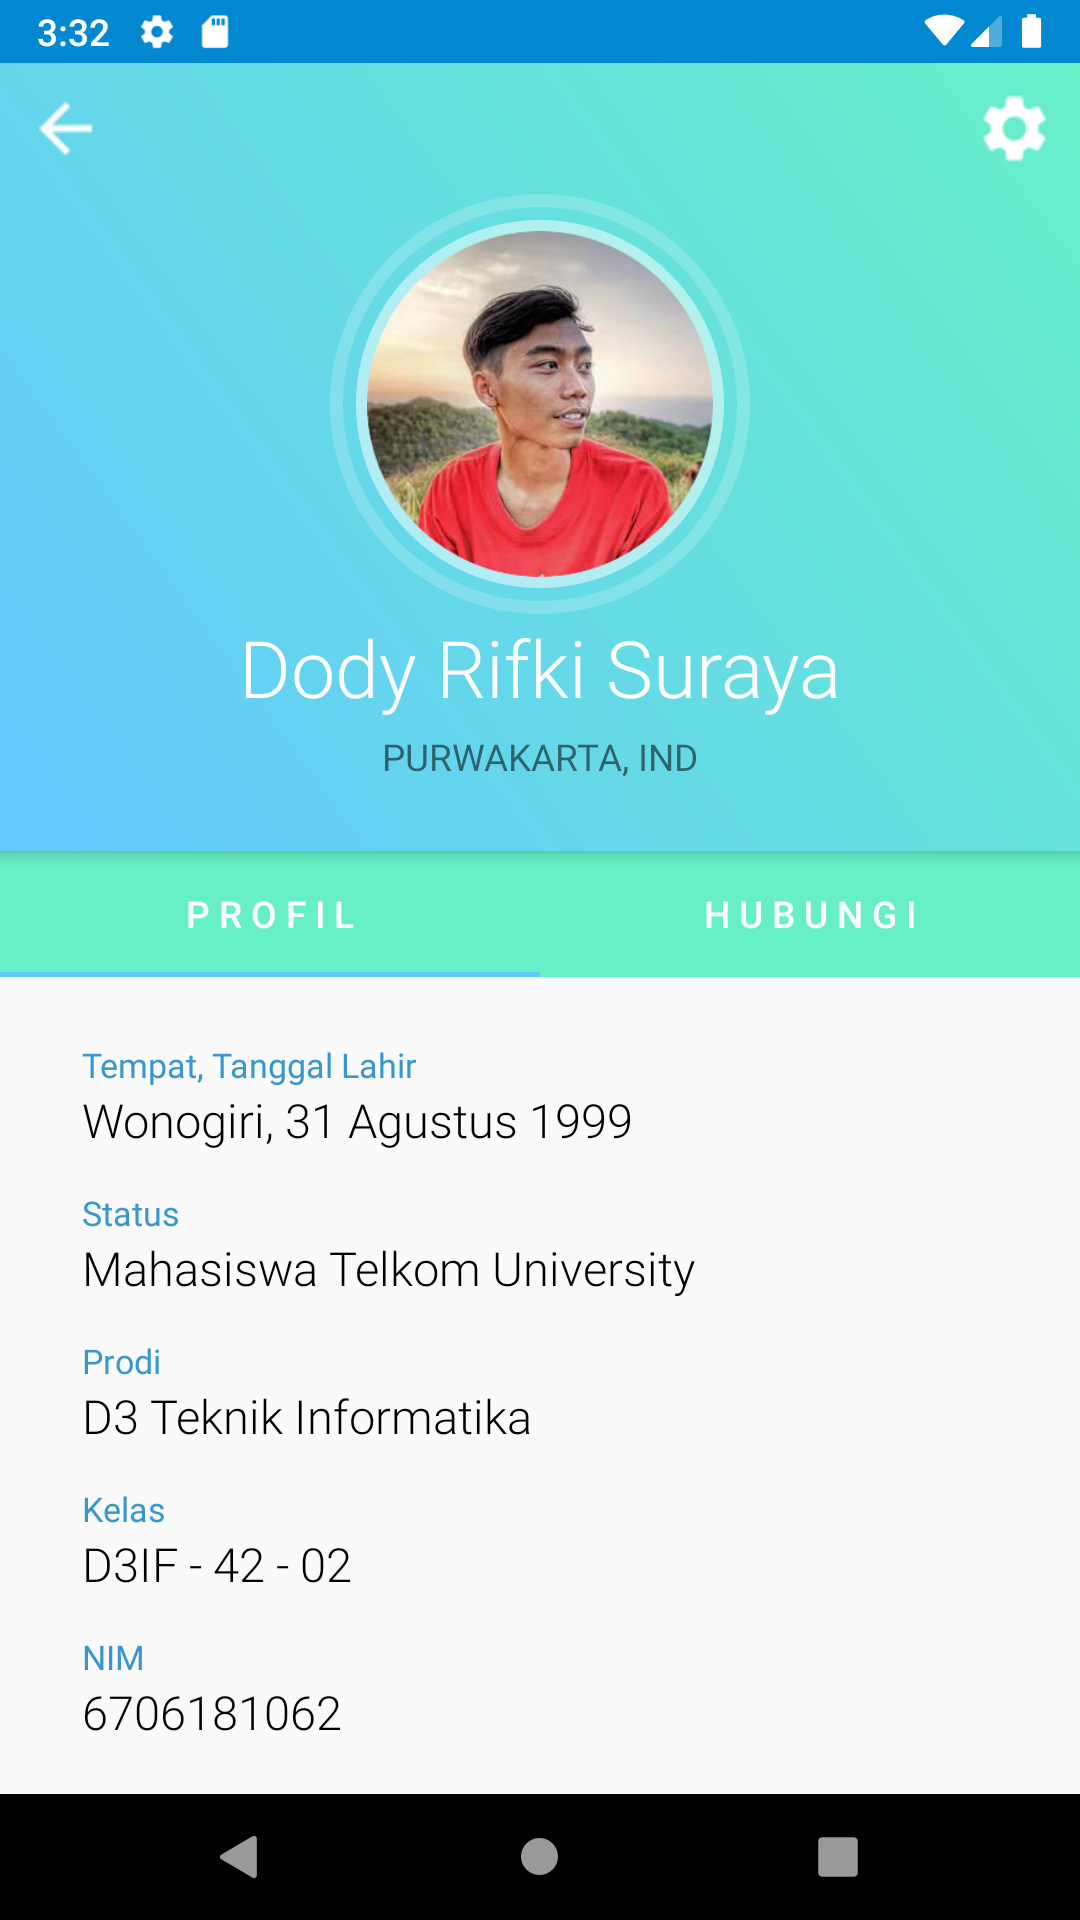 3:32
Dody Rifki Suraya
PURWAKARTA, IND
PROFIL
HUBUNGI
Tempat, Tanggal Lahir
Wonogiri, 31 Agustus 1999
Status
Mahasiswa Telkom University
Prodi
D3 Teknik Informatika
Kelas
D3IF - 42 - 02
NIM
6706181062